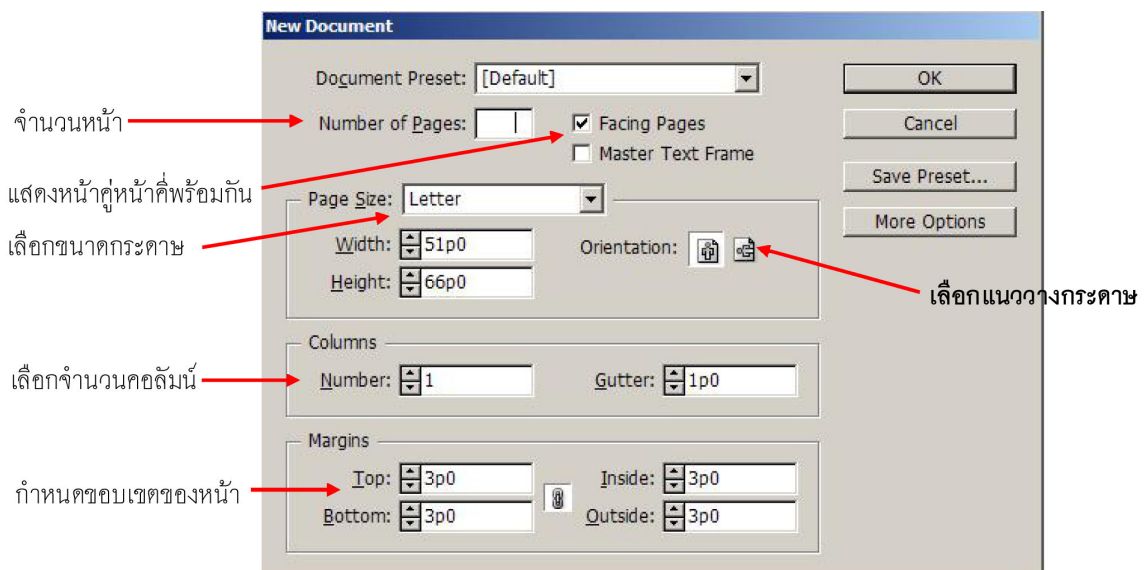 New Document
Document Preset: [Default]
OK
จำนวนหน้า
Number of Pages:
Facing Pages
Cancel
Master Text Frame
แสดงหน้าคู่หน้าคี่พร้อมกัน
Save Preset...
Page Size: Letter
More Options
เลือกขนาดกระดาษ
Width: 51p0
Orientation:
Height: 66p0
เลือกแนววางกระดาษ
Columns
เลือกจำนวนคอลัมน์
Number: 1
Gutter: 1p0
Margins
กำหนดขอบเขตของหน้า
Top: 3p0
Inside: 3p0
Bottom: 3p0
Outside: 3p0